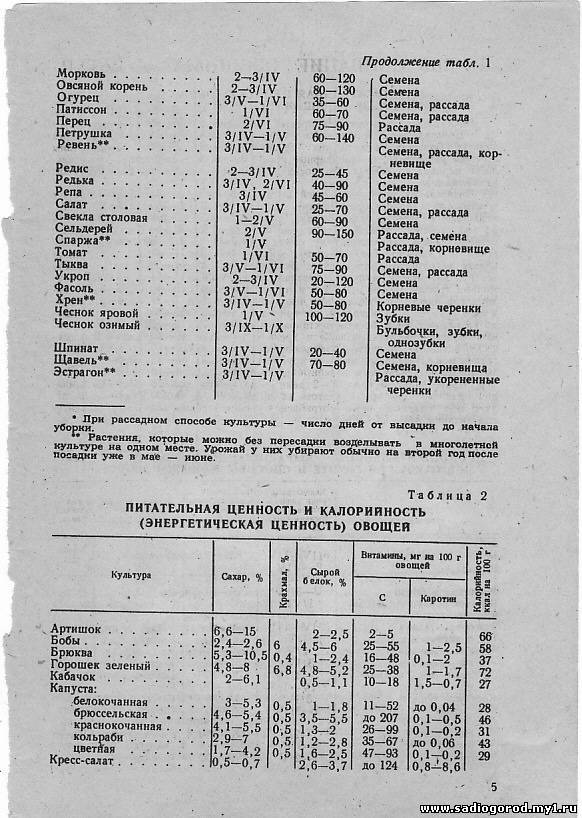 Продолжение табл. 1
Морковь . . . . . . . . . 2—3/IV 60—120 Семена
Овсяной корень . . . . . . 2—3/IV 80—130 Семена
Огурец . . . . . . . . . 3/V—1/VI 35—60 Семена, рассада
Патиссон . . . . . . . . 1/VI 60—70 Семена, рассада
Перец . . . . . . . . . 2/VI 75—90 Рассада
Петрушка . . . . . . . . 3/IV—1/V 60—140 Семена
Ревень** . . . . . . . . 3/IV—1/V Семена, рассада, кор-
невище
Редис . . . . . . . . . 2—3/IV 25—45 Семена
Редька . . . . . . . . . 3/IV, 2/VI 40—90 Семена
Репа . . . . . . . . . 3/IV 45—60 Семена
Салат . . . . . . . . . 3/IV—1/V 25—70 Семена, рассада
Свекла столовая . . . . . 1—2/V 60—90 Семена
Сельдерей . . . . . . . 2/V 90—150 Рассада, семена
Спаржа** . . . . . . . . 1/V Рассада, корневище
Томат . . . . . . . . . 1/VI 50—70 Рассада
Тыква . . . . . . . . . 3/V—1/VI 75—90 Семена, рассада
Укроп . . . . . . . . . 2—3/IV 20—120 Семена
Фасоль . . . . . . . . . 3/V—1/VI 50—80 Семена
Хрен** . . . . . . . . . 3/IV—1/V 50—80 Корневые черенки
Чеснок яровой . . . . . . 1/V 100—120 Зубки
Чеснок озимый . . . . . . 3/IX—1/X Бульбочки, зубки,
однозубки
Шпинат . . . . . . . . . 3/IV—1/V 20—40 Семена
Щавель** . . . . . . . . 3/IV—1/V 70—80 Семена, корневища
Эстрагон** . . . . . . . 3/IV—1/V Рассада, укорененные
черенки
* При рассадном способе культуры — число дней от высадки до начала
уборки.
** Растения, которые можно без пересадки возделывать в многолетней
культуре на одном месте. Урожай у них убирают обычно на второй год после
посадки уже в мае — июне.
Таблица 2
ПИТАТЕЛЬНАЯ ЦЕННОСТЬ И КАЛОРИЙНОСТЬ
(ЭНЕРГЕТИЧЕСКАЯ ЦЕННОСТЬ) ОВОЩЕЙ
Культура
Сахар, %
Крахмал, %
Сырой
белок, %
Витамины, мг на 100 г
овощей
С
Каротин
Калорийность,
ккал на 100 г
Артишок . . . . . . . . 6,6—15 2—2,5 2—5 66
Бобы . . . . . . . . . 2,4—2,6 6 4,5—6 25—55 1—2,5 58
Брюква . . . . . . . . . 5,3—10,5 0,4 1—2,4 16—48 0,1—2 37
Горошек зеленый . . . . . 4,8—8 6,8 4,8—5,2 25—38 1—1,7 72
Кабачок . . . . . . . . 2—6,1 0,5—1,1 10—18 1,5—0,7 27
Капуста:
белокочанная . . . . . . 3—5,3 0,5 1—1,8 11—52 до 0,04 28
брюссельская . . . . . . 4,6—5,4 0,5 3,5—5,5 до 207 0,1—0,5 46
краснокочанная . . . . . 4,1—5,5 0,5 1,3—2 26—99 0,1—0,2 31
кольраби . . . . . . . 2,9—7 0,5 1,2—2,8 35—67 до 0,06 43
цветная . . . . . . . . 1,7—4,2 0,5 1,6—2,5 47—93 0,1—0,2 29
Кресс-салат . . . . . . . 0,5—0,7 2,6—3,7 до 124 0,8—8,6
5
www.sadiogorod.my1.ru